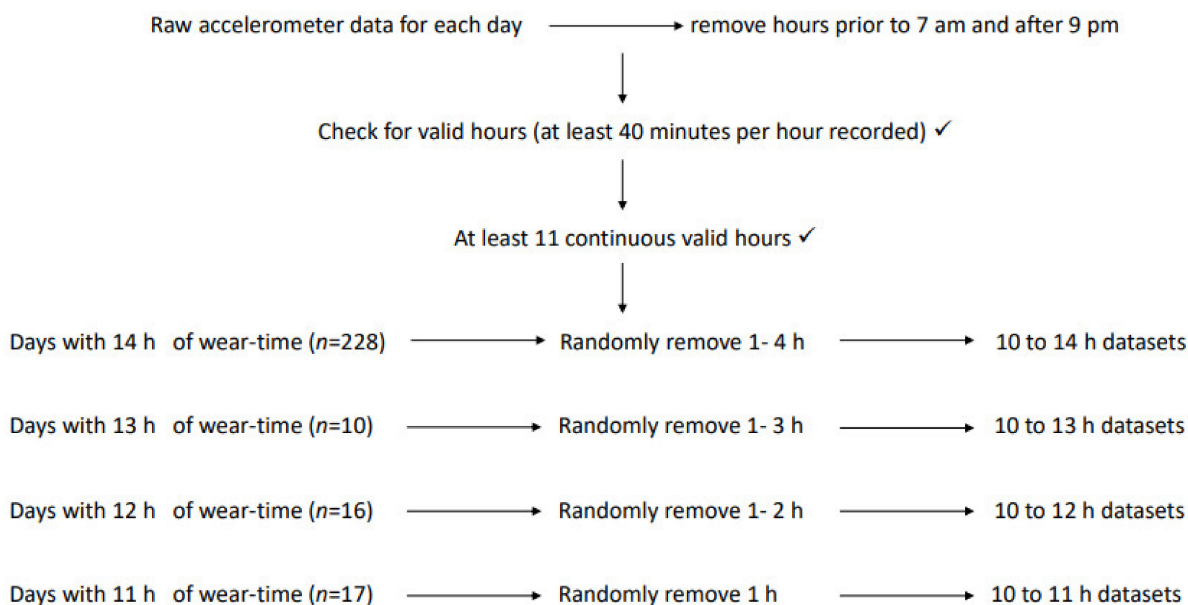 Raw accelerometer data for each day remove hours prior to 7 am and after 9 pm
Check for valid hours (at least 40 minutes per hour recorded) ✓
At least 11 continuous valid hours ✓
Days with 14 h of wear-time (n=228) Randomly remove 1- 4 h 10 to 14 h datasets
Days with 13 h of wear-time (n=10) Randomly remove 1- 3 h 10 to 13 h datasets
Days with 12 h of wear-time (n=16) Randomly remove 1- 2 h 10 to 12 h datasets
Days with 11 h of wear-time (n=17) Randomly remove 1 h 10 to 11 h datasets